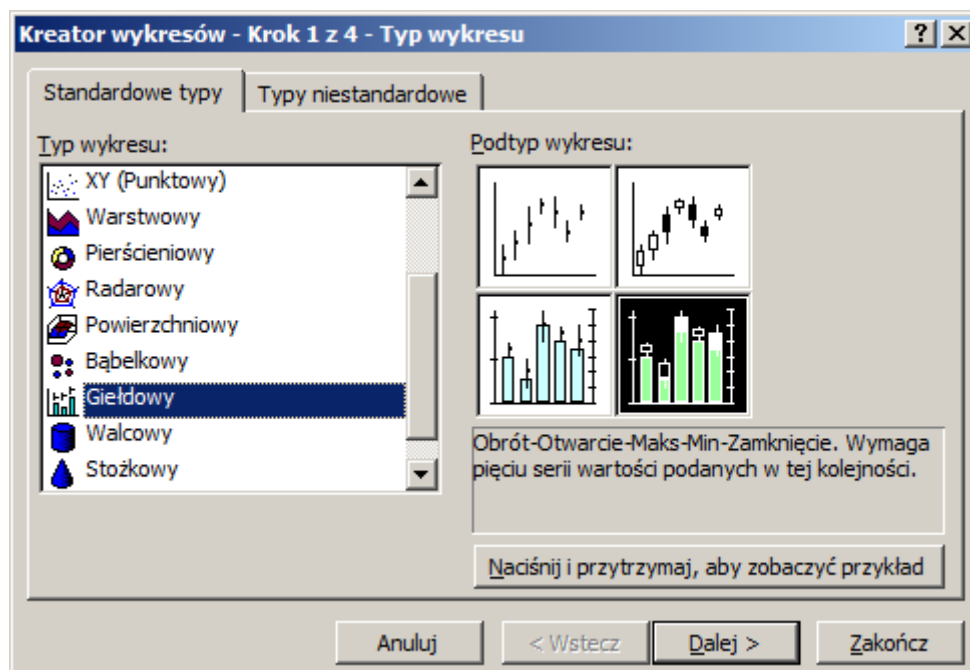 Kreator wykresów - Krok 1 z 4 - Typ wykresu
Standardowe typy
Typy niestandardowe
Typ wykresu:
XY (Punktowy)
Warstwowy
Pierścieniowy
Radarowy
Powierzchniowy
Bąbelkowy
Giełdowy
Walcowy
Stożkowy
Podtyp wykresu:
Obrót-Otwarcie-Maks-Min-Zamknięcie. Wymaga
pięciu serii wartości podanych w tej kolejności.
Naciśnij i przytrzymaj, aby zobaczyć przykład
Anuluj
< Wstecz
Dalej >
Zakończ